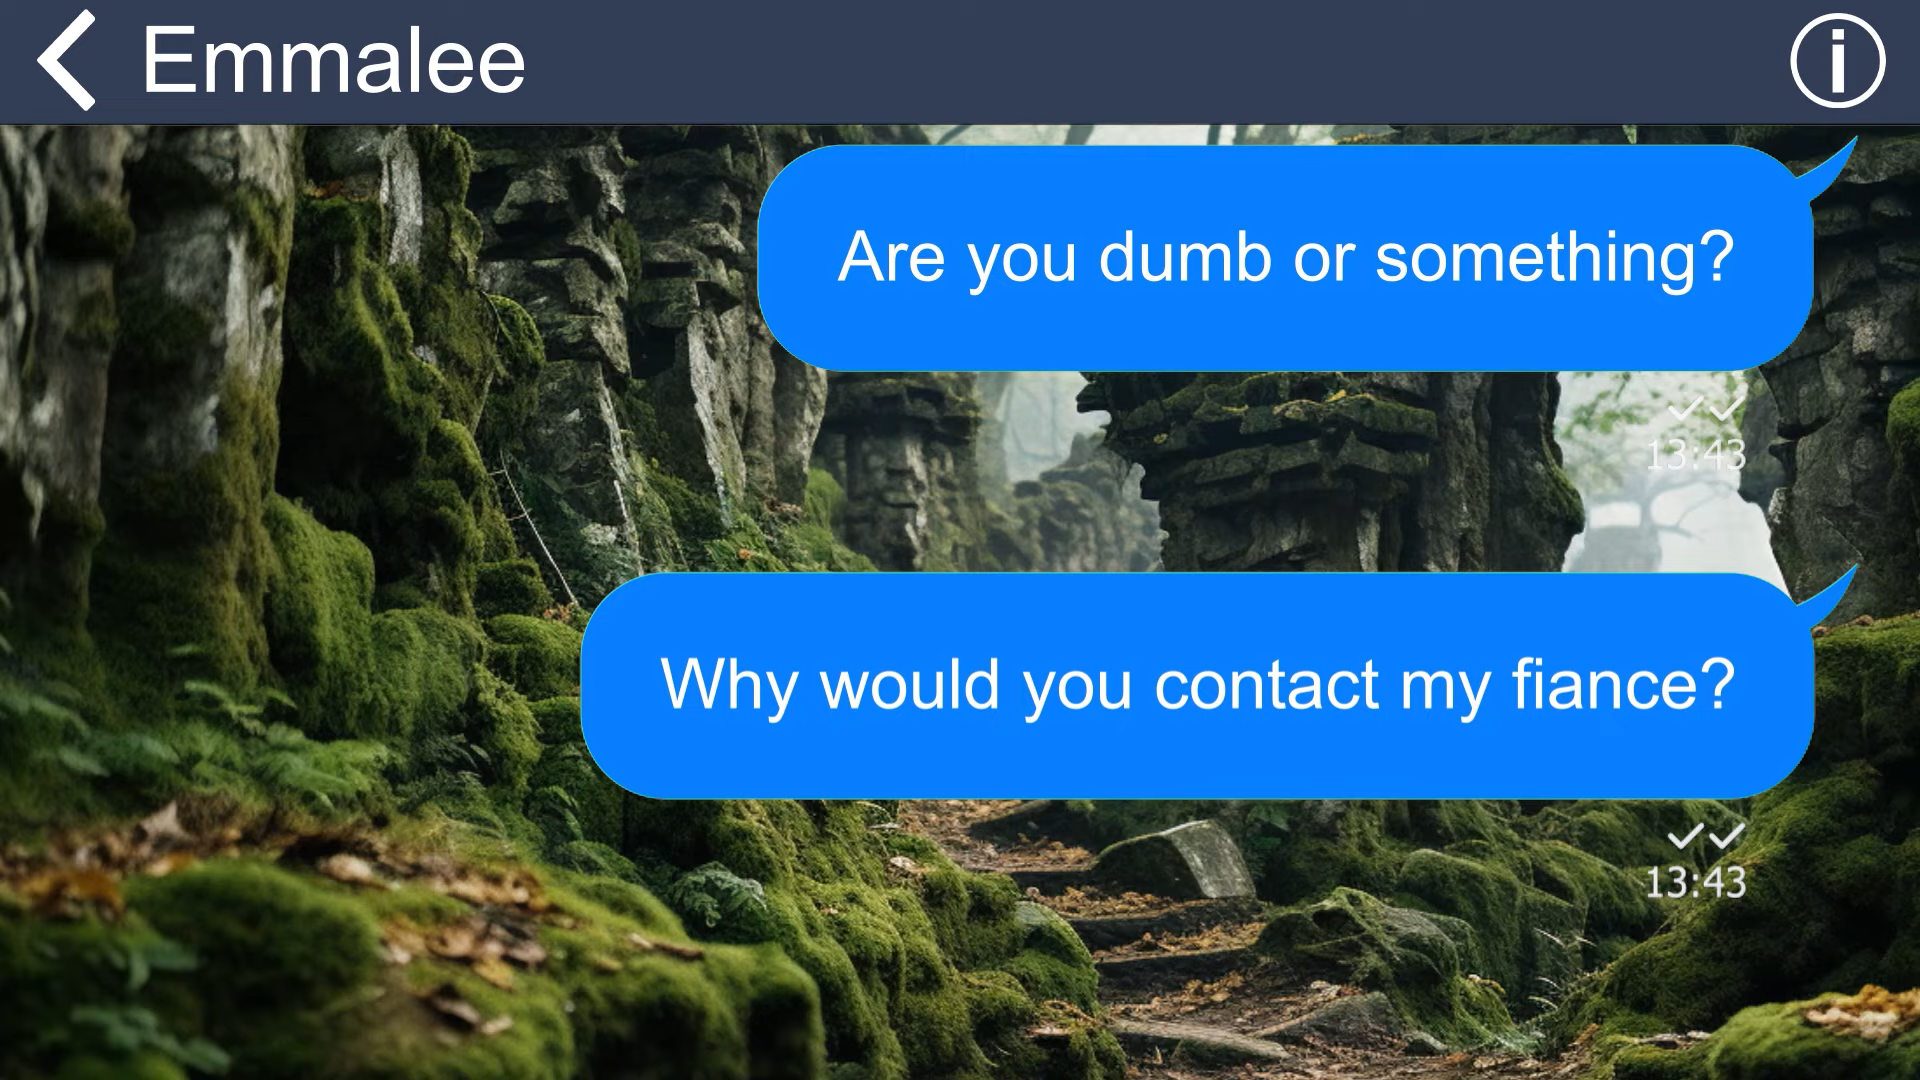 Emmalee
Are you dumb or something?
13:43
Why would you contact my fiance?
13:43